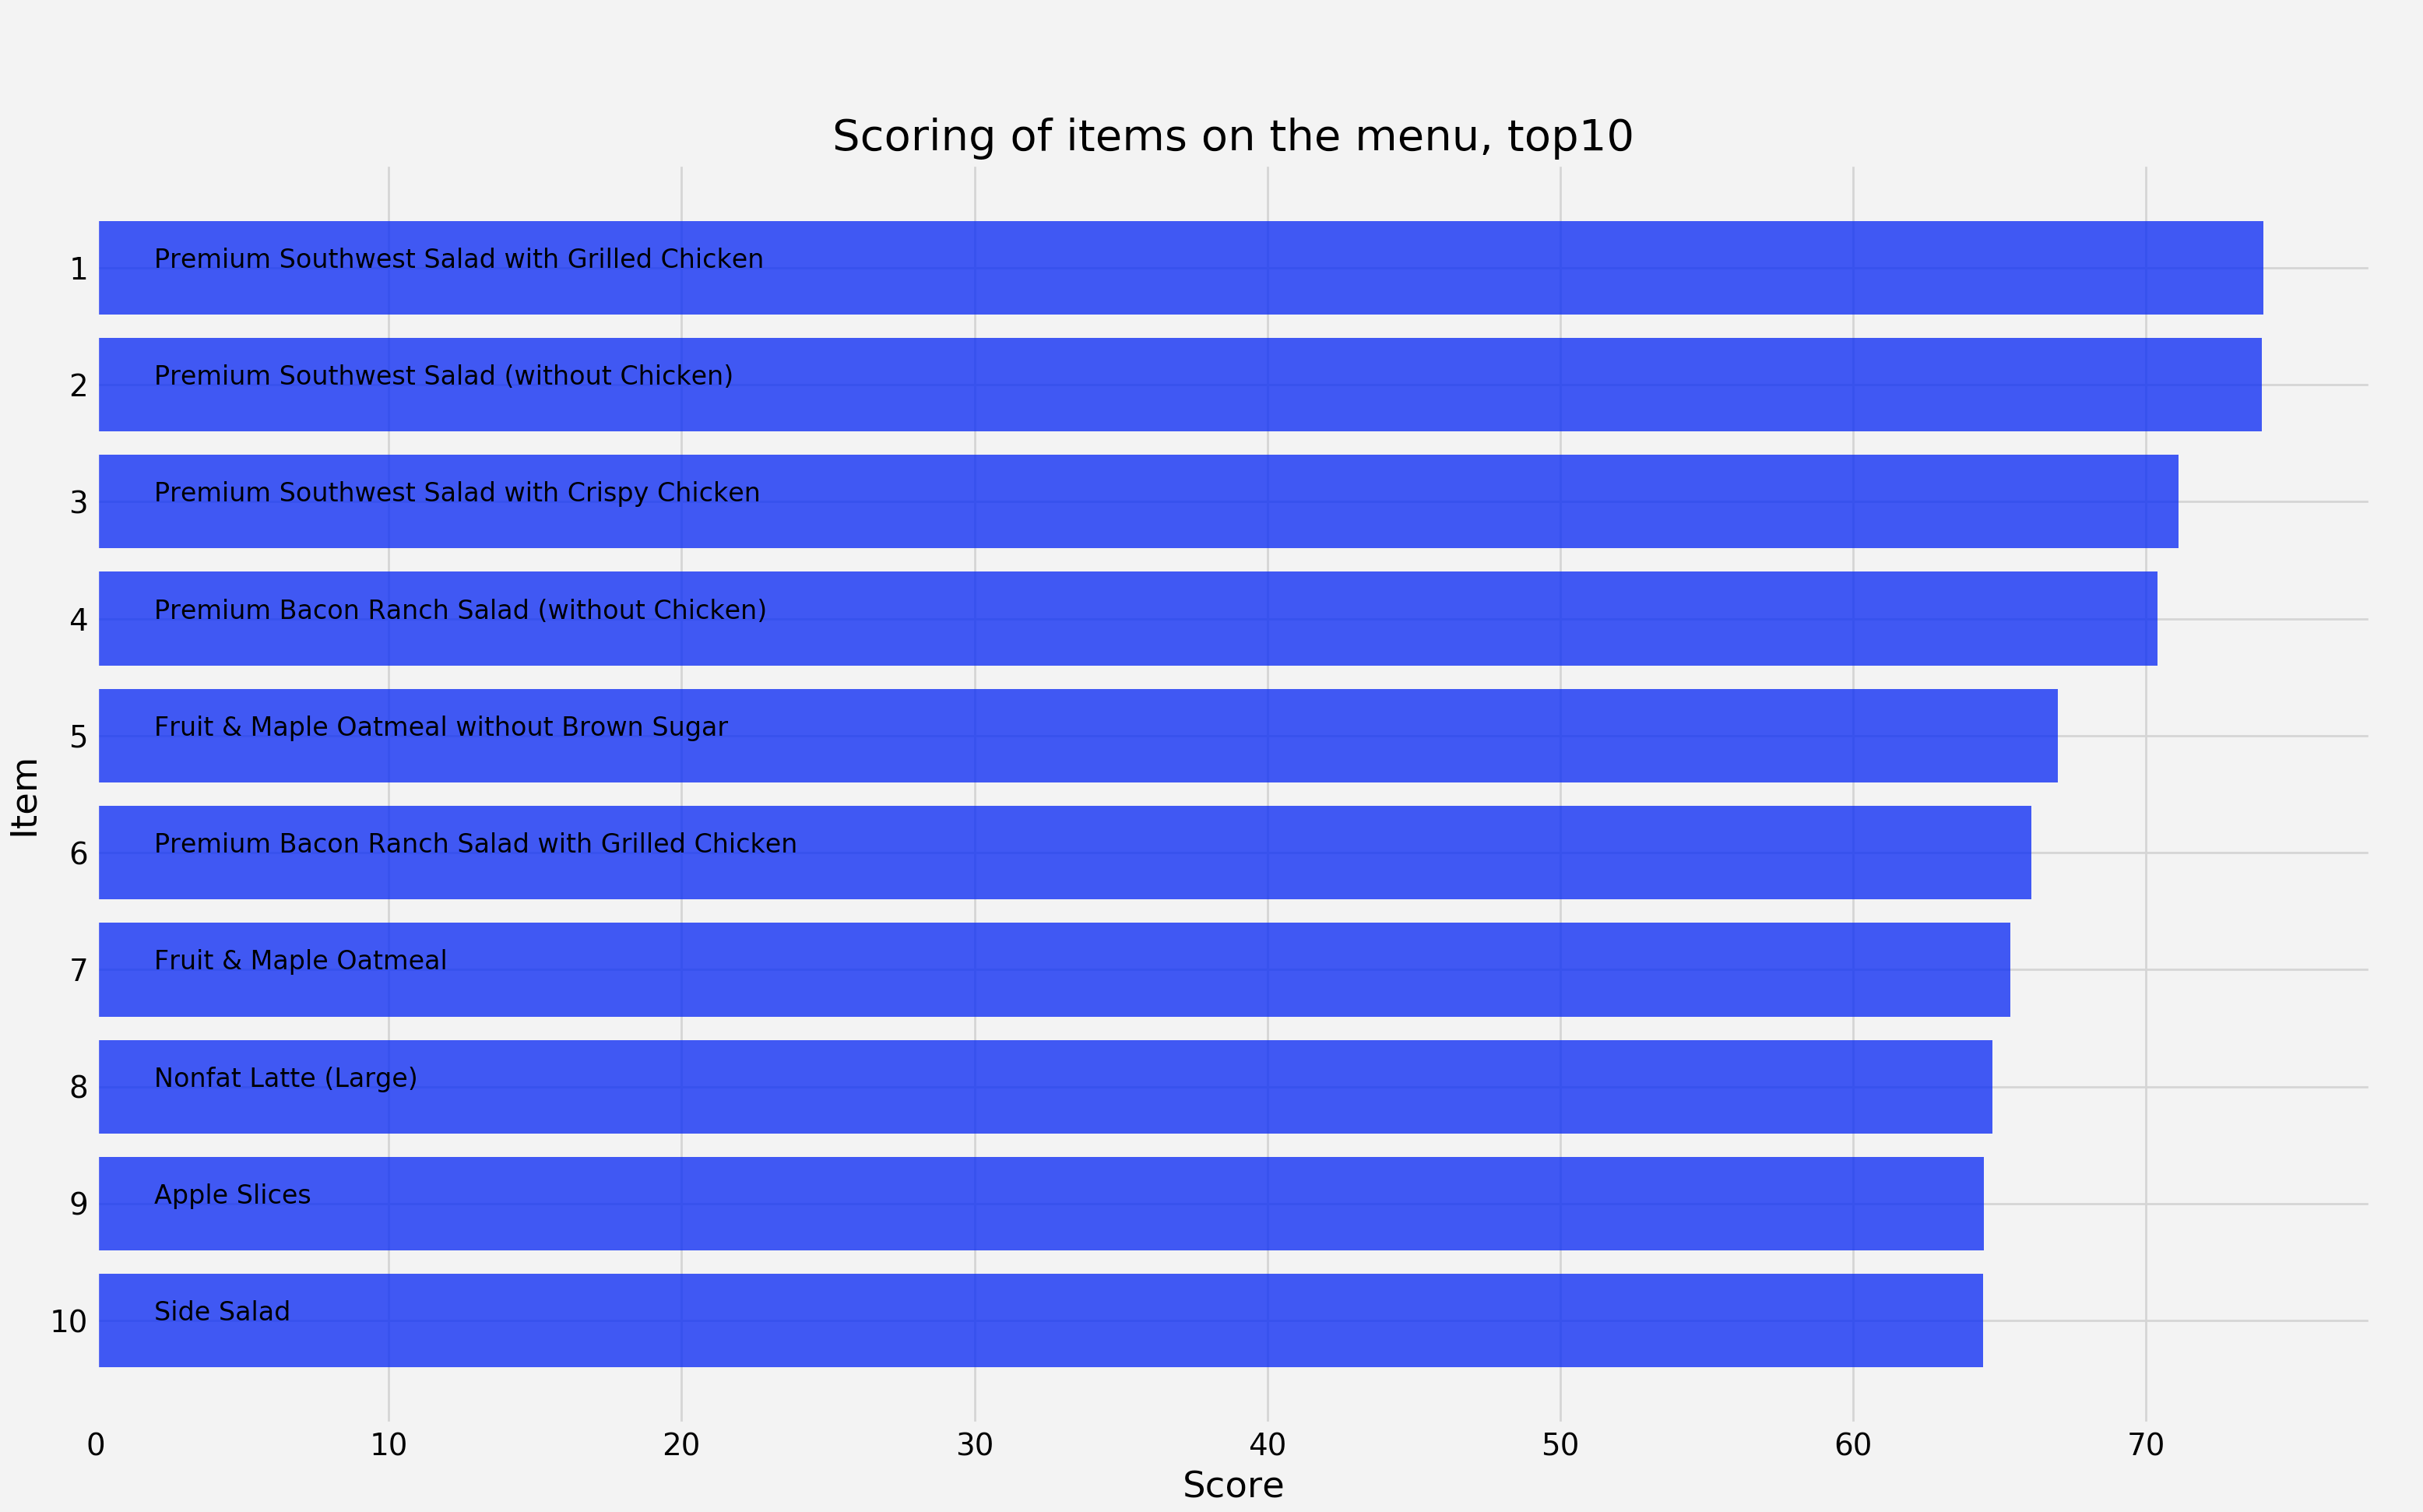 Scoring of items on the menu, top10
1 Premium Southwest Salad with Grilled Chicken
2 Premium Southwest Salad (without Chicken)
3 Premium Southwest Salad with Crispy Chicken
4 Premium Bacon Ranch Salad (without Chicken)
5 Fruit & Maple Oatmeal without Brown Sugar
6 Premium Bacon Ranch Salad with Grilled Chicken
7 Fruit & Maple Oatmeal
8 Nonfat Latte (Large)
9 Apple Slices
10 Side Salad
Item
0 10 20 30 40 50 60 70
Score